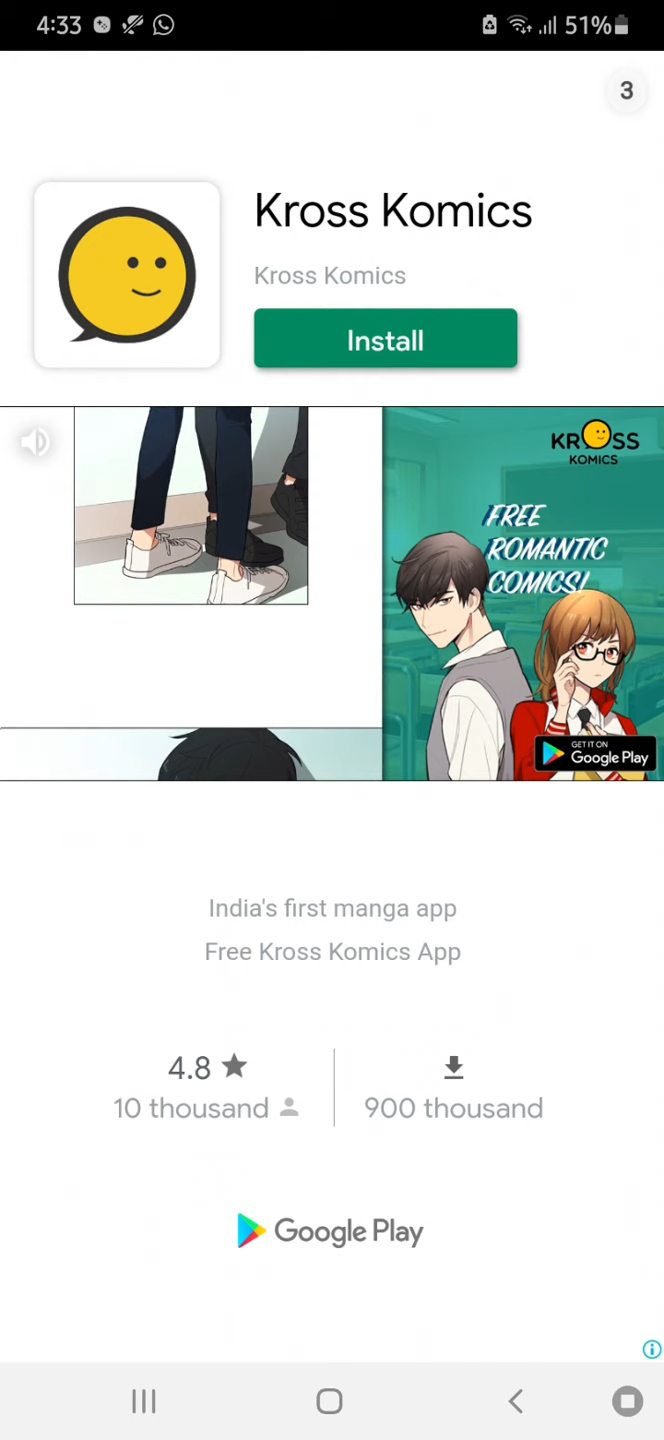 4:33
51%
3
Kross Komics
Kross Komics
Install
KROSS
KOMICS
FREE
ROMANTIC
COMICS!
GET IT ON
Google Play
India's first manga app
Free Kross Komics App
4.8
10 thousand
900 thousand
Google Play